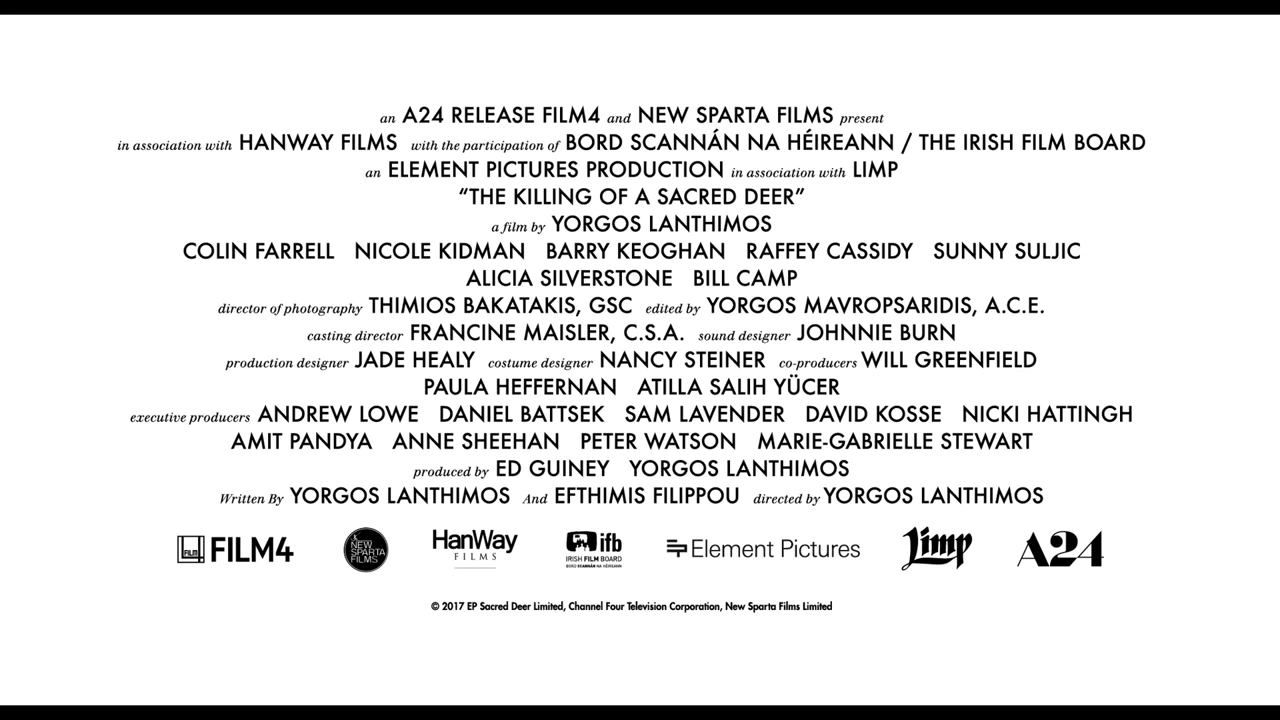 an A24 RELEASE FILM4 and NEW SPARTA FILMS present
in association with HANWAY FILMS with the participation of BORD SCANNÁN NA HÉIREANN / THE IRISH FILM BOARD
an ELEMENT PICTURES PRODUCTION in association with LIMP
“THE KILLING OF A SACRED DEER”
a film by YORGOS LANTHIMOS
COLIN FARRELL NICOLE KIDMAN BARRY KEOGHAN RAFFEY CASSIDY SUNNY SULJIC
ALICIA SILVERSTONE BILL CAMP
director of photography THIMIOS BAKATAKIS, GSC edited by YORGOS MAVROPSARIDIS, A.C.E.
casting director FRANCINE MAISLER, C.S.A. sound designer JOHNNIE BURN
production designer JADE HEALY costume designer NANCY STEINER co-producers WILL GREENFIELD
PAULA HEFFERNAN ATILLA SALIH YÜCER
executive producers ANDREW LOWE DANIEL BATTSEK SAM LAVENDER DAVID KOSSE NICKI HATTINGH
AMIT PANDYA ANNE SHEEHAN PETER WATSON MARIE-GABRIELLE STEWART
produced by ED GUINEY YORGOS LANTHIMOS
Written By YORGOS LANTHIMOS And EFTHIMIS FILIPPOU directed by YORGOS LANTHIMOS
FILM FILM4
NEW
SPARTA
FILMS
HanWay
FILMS
ifb
IRISH FILM BOARD
BORD SCANNÁN NA HÉIREANN
Element Pictures
Limp
A24
© 2017 EP Sacred Deer Limited, Channel Four Television Corporation, New Sparta Films Limited